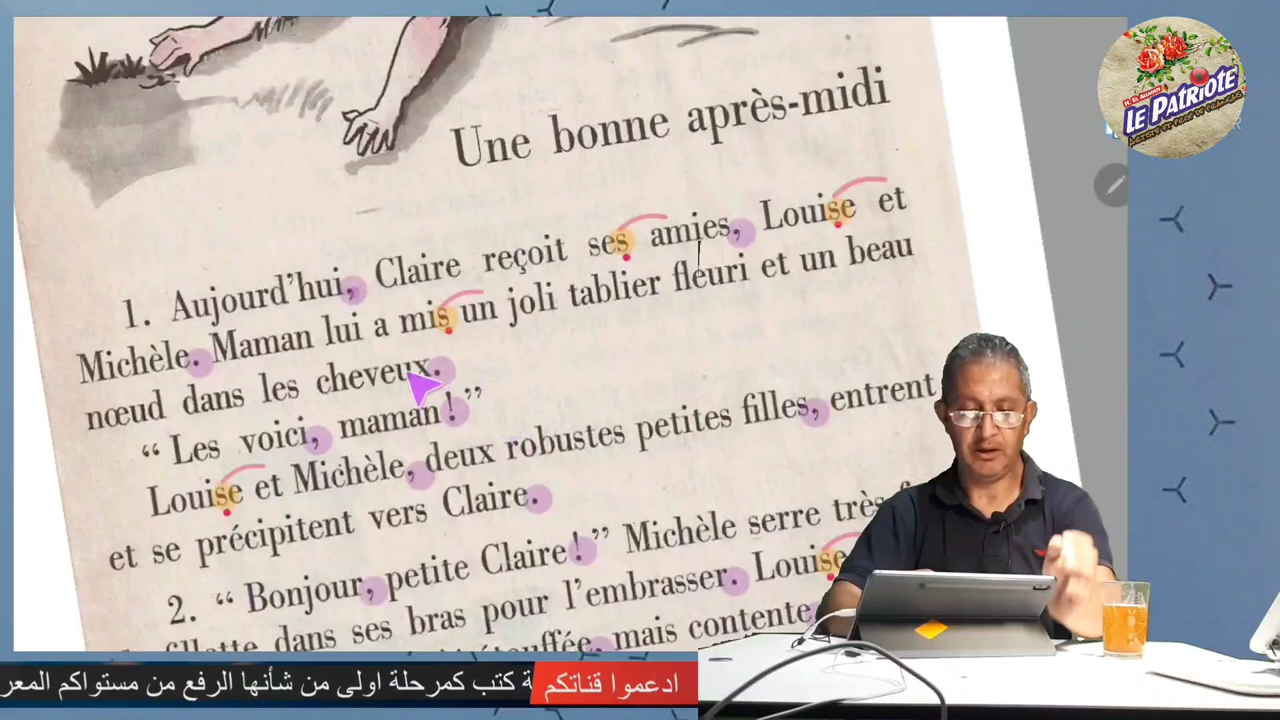 Une bonne après-midi
1. Aujourd'hui, Claire reçoit ses amies, Louise et
Michèle. Maman lui a mis un joli tablier fleuri et un beau
nœud dans les cheveux.
“ Les voici, maman ! ”
Louise et Michèle, deux robustes petites filles, entrent
et se précipitent vers Claire.
2. “ Bonjour, petite Claire ! ” Michèle serre très
dans ses bras pour l'embrasser. Louise
mais contente
LE PATRIOTE
ادعموا قناتكم
كتب كمرحلة اولى من شأنها الرفع من مستواكم